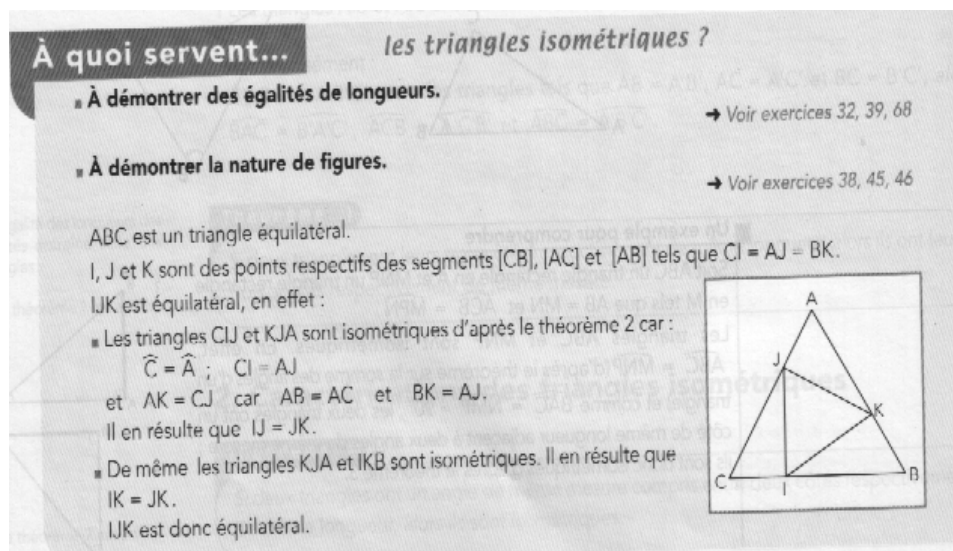 À quoi servent... les triangles isométriques ?
À démontrer des égalités de longueurs.
→ Voir exercices 32, 39, 68
À démontrer la nature de figures.
→ Voir exercices 38, 45, 46
ABC est un triangle équilatéral.
I, J et K sont des points respectifs des segments [CB], [AC] et [AB] tels que CI = AJ = BK.
IJK est équilatéral, en effet :
Les triangles CIJ et KJA sont isométriques d'après le théorème 2 car :
Ĉ = Â ; CI = AJ
et AK = CJ car AB = AC et BK = AJ.
Il en résulte que IJ = JK.
De même les triangles KJA et IKB sont isométriques. Il en résulte que
IK = JK.
IJK est donc équilatéral.
A
J
K
C
I
B